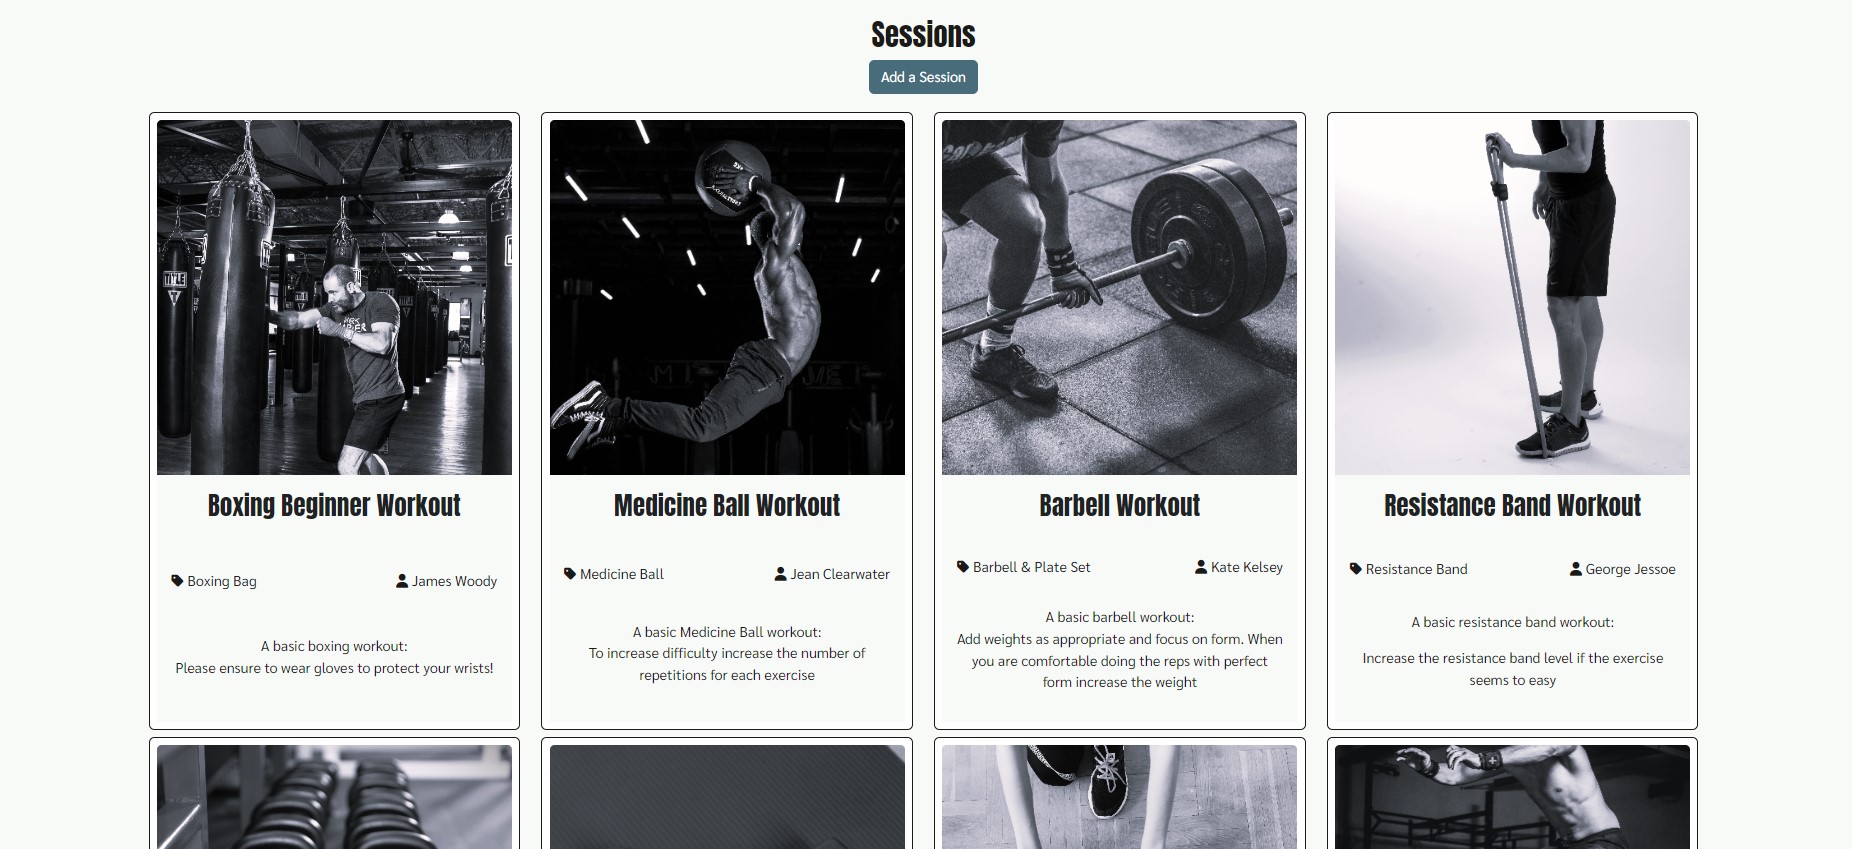 Sessions
Add a Session
TITLE
TITLE
Boxing Beginner Workout
Medicine Ball Workout
Barbell Workout
Resistance Band Workout
Boxing Bag
James Woody
Medicine Ball
Jean Clearwater
Barbell & Plate Set
Kate Kelsey
Resistance Band
George Jessoe
A basic boxing workout:
Please ensure to wear gloves to protect your wrists!
A basic Medicine Ball workout:
To increase difficulty increase the number of
repetitions for each exercise
A basic barbell workout:
Add weights as appropriate and focus on form. When
you are comfortable doing the reps with perfect
form increase the weight
A basic resistance band workout:
Increase the resistance band level if the exercise
seems to easy